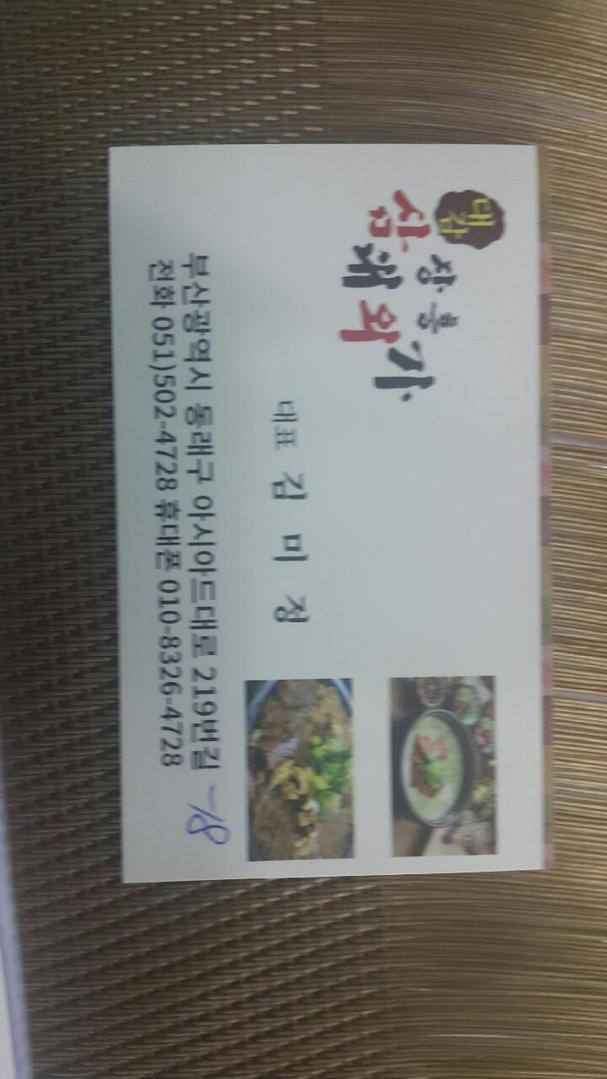 대감 장흥
삼대외가
대표 김 미 정
부산광역시 동래구 아시아드대로 219번길 -18
전화 051)502-4728 휴대폰 010-8326-4728